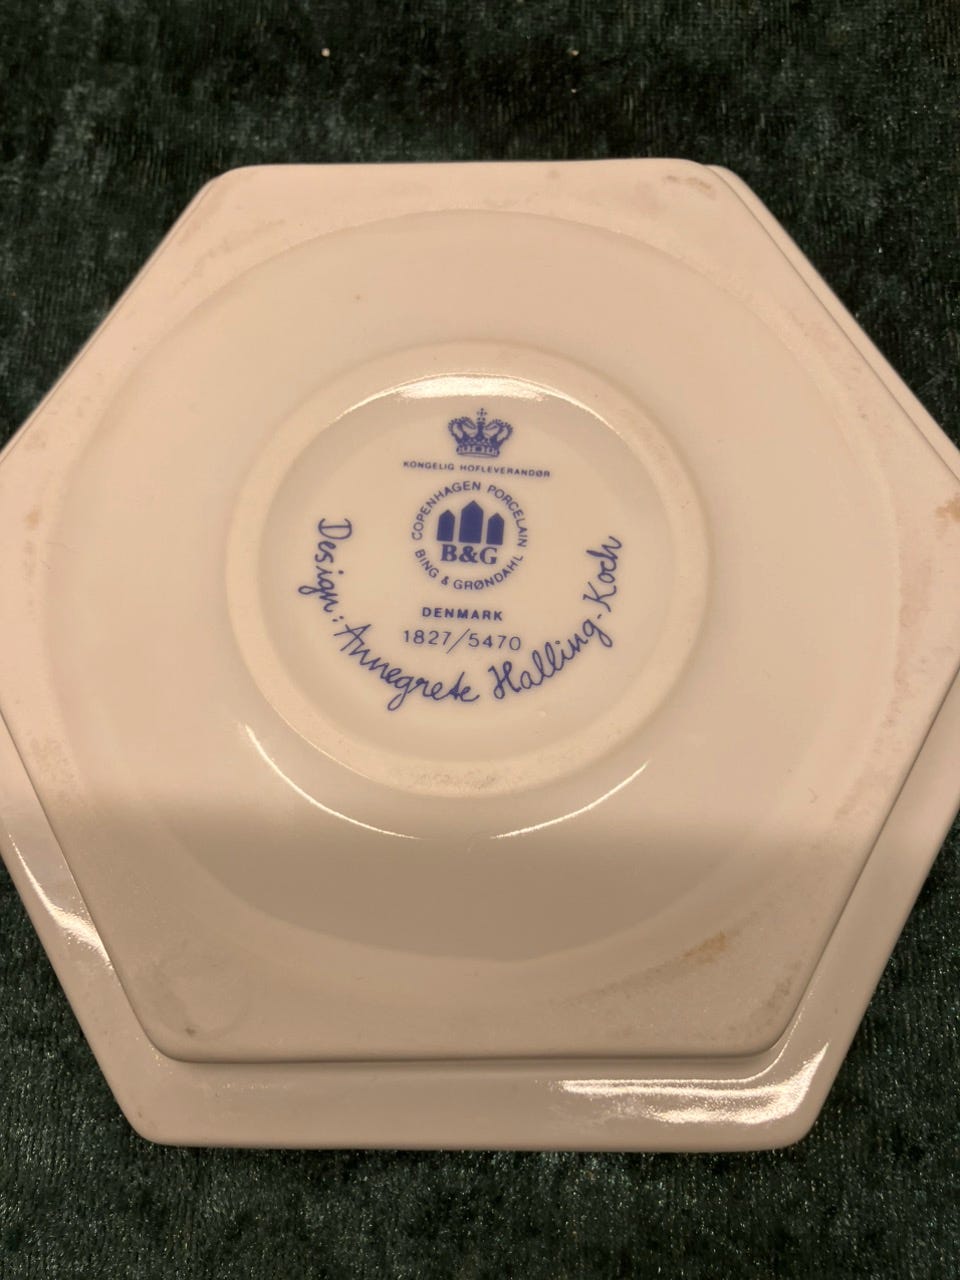 KONGELIG HOFLEVERANDØR
COPENHAGEN PORCELAIN
B&G
BING & GRØNDAHL
DENMARK
1827/5470
Design: Annegrete Halling-Koch